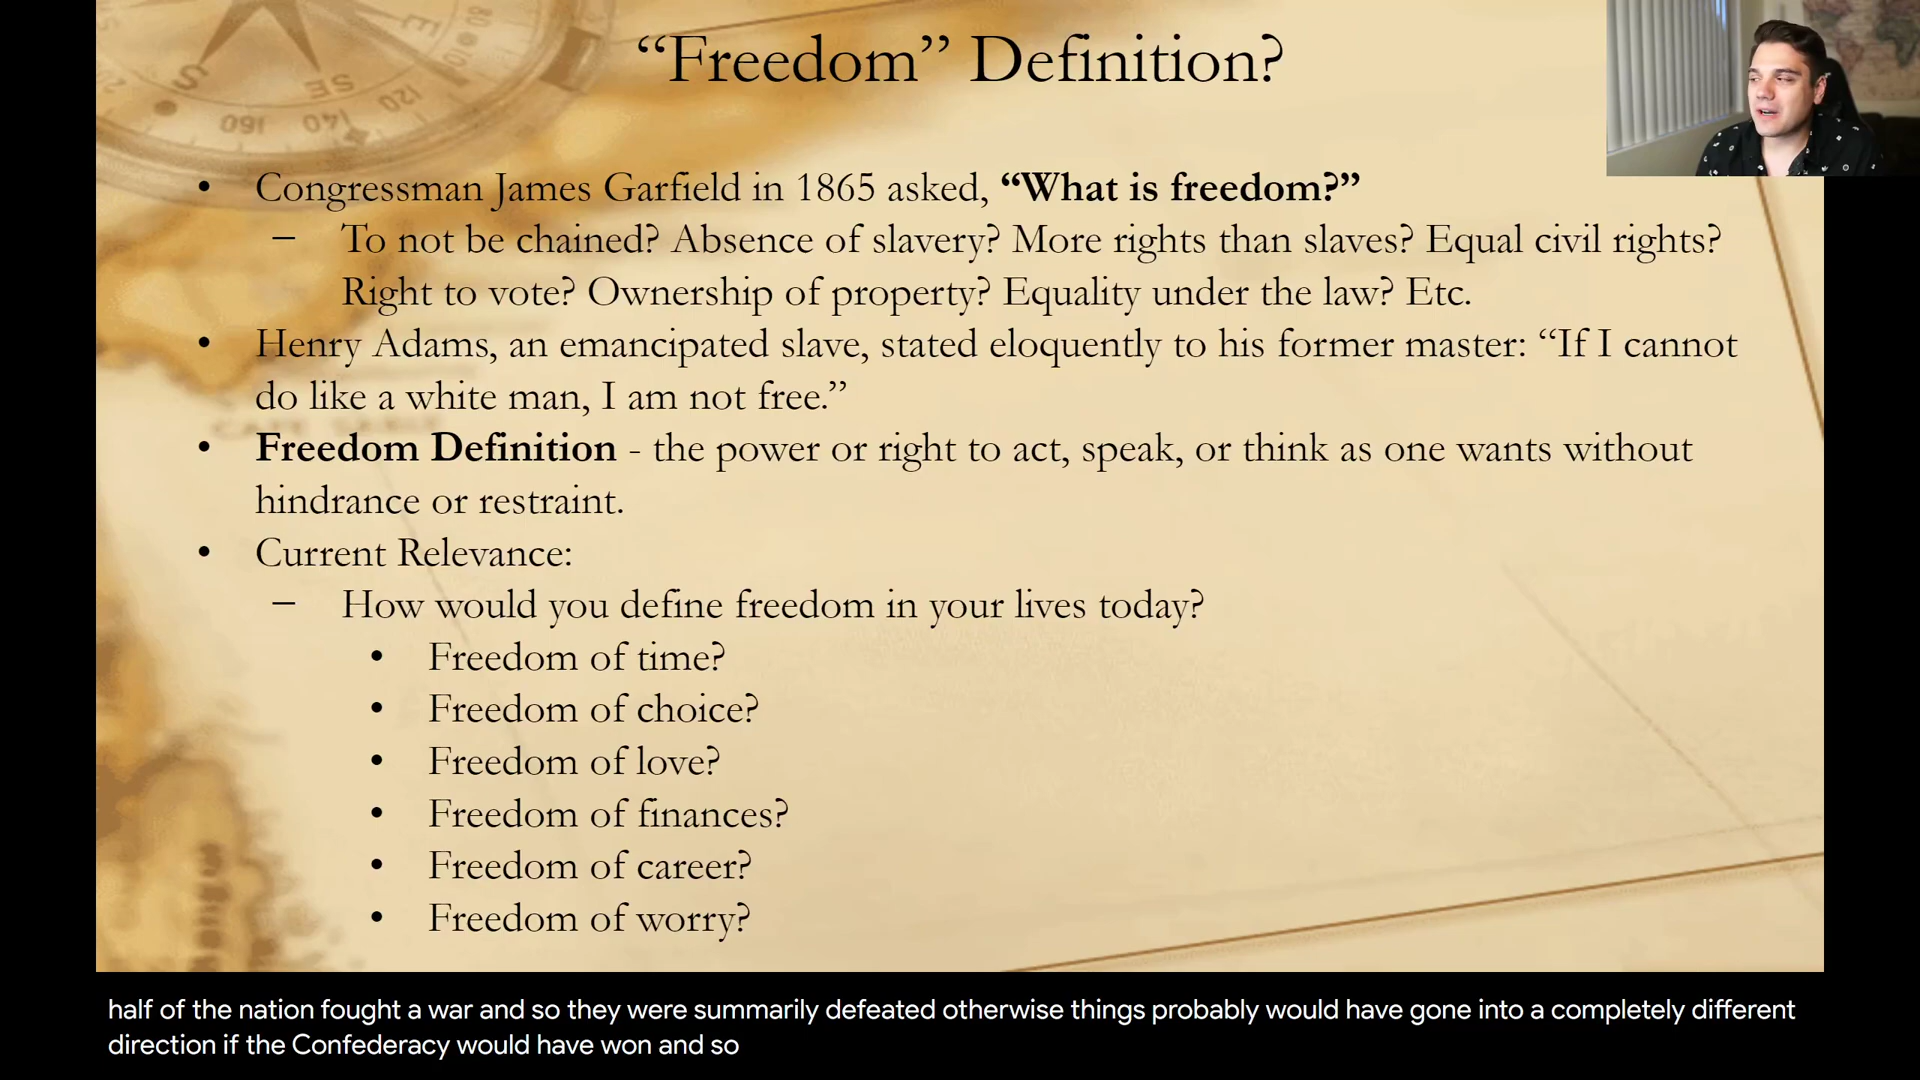 “Freedom” Definition?
• Congressman James Garfield in 1865 asked, “What is freedom?”
– To not be chained? Absence of slavery? More rights than slaves? Equal civil rights?
Right to vote? Ownership of property? Equality under the law? Etc.
• Henry Adams, an emancipated slave, stated eloquently to his former master: “If I cannot
do like a white man, I am not free.”
• Freedom Definition - the power or right to act, speak, or think as one wants without
hindrance or restraint.
• Current Relevance:
– How would you define freedom in your lives today?
• Freedom of time?
• Freedom of choice?
• Freedom of love?
• Freedom of finances?
• Freedom of career?
• Freedom of worry?
half of the nation fought a war and so they were summarily defeated otherwise things probably would have gone into a completely different
direction if the Confederacy would have won and so
S
SE
E
160
140
120
80